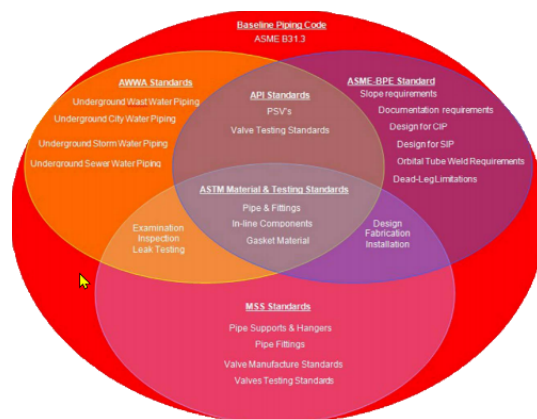 Baseline Piping Code
ASME B31.3
AWWA Standards
Underground Wast Water Piping
Underground City Water Piping
Underground Storm Water Piping
Underground Sewer Water Piping
API Standards
PSV's
Valve Testing Standards
ASME-BPE Standard
Slope requirements
Documentation requirements
Design for CIP
Design for SIP
Orbital Tube Weld Requirements
Dead-Leg Limitations
ASTM Material & Testing Standards
Pipe & Fittings
In-line Components
Gasket Material
Examination
Inspection
Leak Testing
Design
Fabrication
Installation
MSS Standards
Pipe Supports & Hangers
Pipe Fittings
Valve Manufacture Standards
Valves Testing Standards